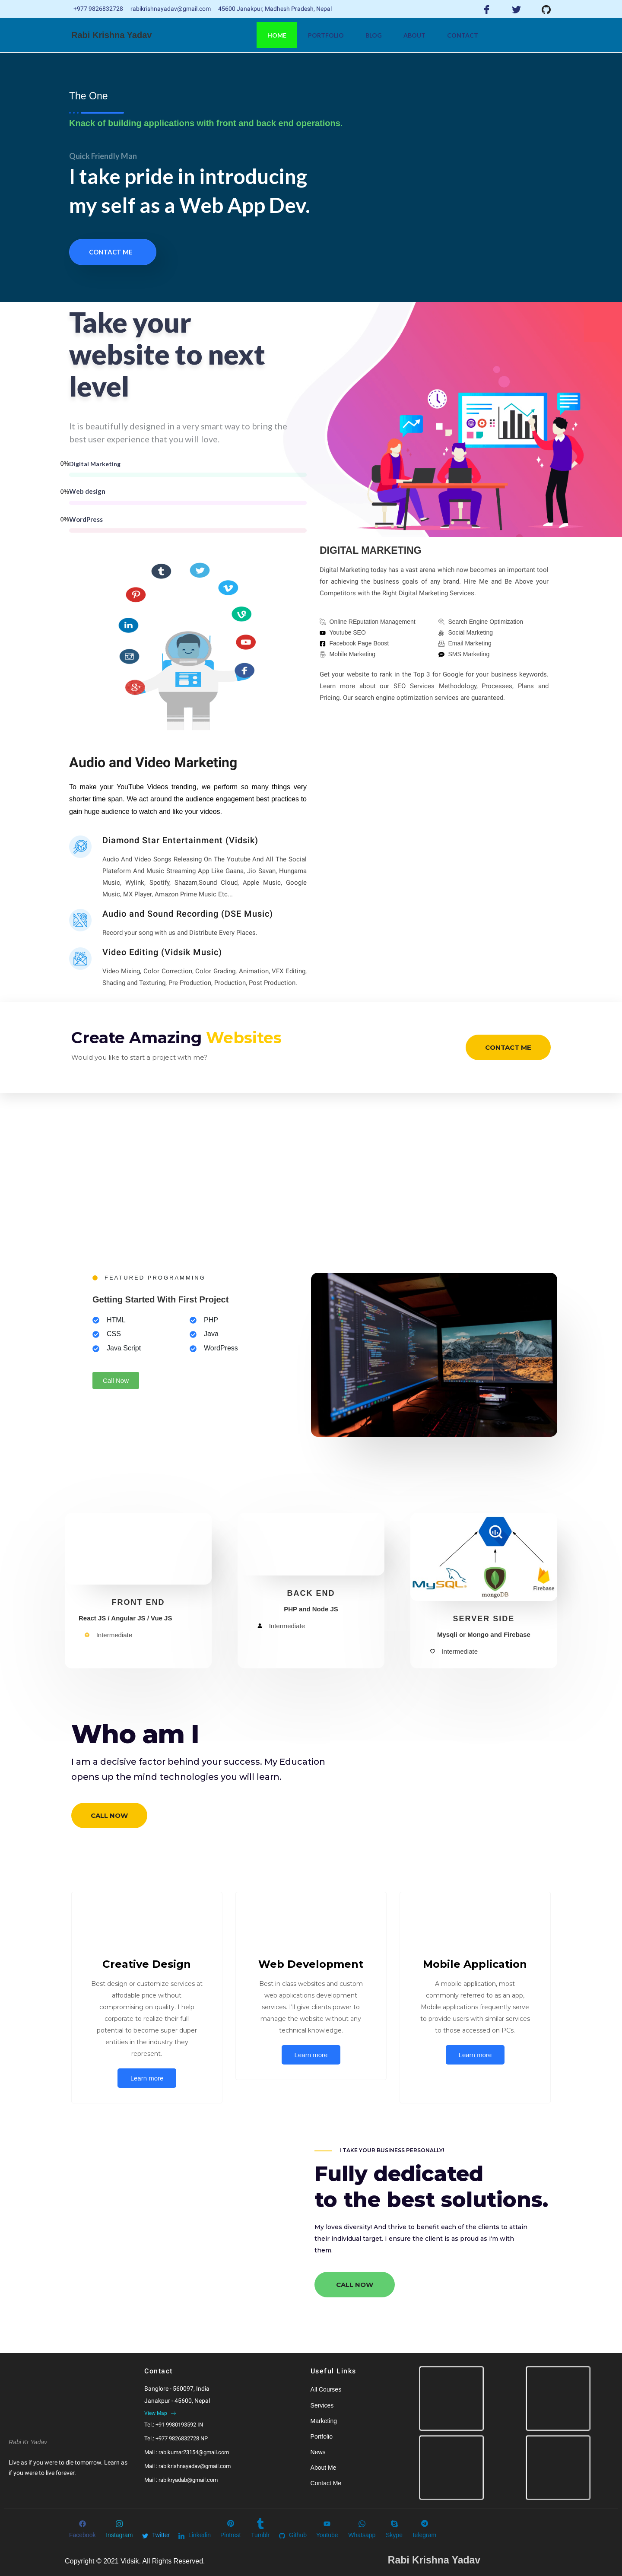 +977 9826832728 rabikrishnayadav@gmail.com 45600 Janakpur, Madhesh Pradesh, Nepal
Rabi Krishna Yadav
HOME PORTFOLIO BLOG ABOUT CONTACT
The One
Knack of building applications with front and back end operations.
Quick Friendly Man
I take pride in introducing
my self as a Web App Dev.
CONTACT ME
Take your
website to next
level
It is beautifully designed in a very smart way to bring the
best user experience that you will love.
0% Digital Marketing
0% Web design
0% WordPress
DIGITAL MARKETING
Digital Marketing today has a vast arena which now becomes an important tool
for achieving the business goals of any brand. Hire Me and Be Above your
Competitors with the Right Digital Marketing Services.
Online REputation Management
Search Engine Optimization
Youtube SEO
Social Marketing
Facebook Page Boost
Email Marketing
Mobile Marketing
SMS Marketing
Get your website to rank in the Top 3 for Google for your business keywords.
Learn more about our SEO Services Methodology, Processes, Plans and
Pricing. Our search engine optimization services are guaranteed.
Audio and Video Marketing
To make your YouTube Videos trending, we perform so many things very
shorter time span. We act around the audience engagement best practices to
gain huge audience to watch and like your videos.
Diamond Star Entertainment (Vidsik)
Audio And Video Songs Releasing On The Youtube And All The Social
Plateform And Music Streaming App Like Gaana, Jio Savan, Hungama
Music, Wylink, Spotify, Shazam,Sound Cloud, Apple Music, Google
Music, MX Player, Amazon Prime Music Etc...
Audio and Sound Recording (DSE Music)
Record your song with us and Distribute Every Places.
Video Editing (Vidsik Music)
Video Mixing, Color Correction, Color Grading, Animation, VFX Editing,
Shading and Texturing, Pre-Production, Production, Post Production.
Create Amazing Websites
Would you like to start a project with me?
CONTACT ME
FEATURED PROGRAMMING
Getting Started With First Project
HTML
PHP
CSS
Java
Java Script
WordPress
Call Now
MySQL
mongoDB
Firebase
FRONT END
React JS / Angular JS / Vue JS
Intermediate
BACK END
PHP and Node JS
Intermediate
SERVER SIDE
Mysqli or Mongo and Firebase
Intermediate
Who am I
I am a decisive factor behind your success. My Education
opens up the mind technologies you will learn.
CALL NOW
Creative Design
Best design or customize services at
affodable price without
compromising on quality. I help
corporate to realize their full
potential to become super duper
entities in the industry they
represent.
Learn more
Web Development
Best in class websites and custom
web applications development
services. I'll give clients power to
manage the website without any
technical knowledge.
Learn more
Mobile Application
A mobile application, most
commonly referred to as an app,
Mobile applications frequently serve
to provide users with similar services
to those accessed on PCs.
Learn more
I TAKE YOUR BUSINESS PERSONALLY!
Fully dedicated
to the best solutions.
My loves diversity! And thrive to benefit each of the clients to attain
their individual target. I ensure the client is as proud as I'm with
them.
CALL NOW
Rabi Kr Yadav
Live as if you were to die tomorrow. Learn as
if you were to live forever.
Contact
Banglore - 560097, India
Janakpur - 45600, Nepal
View Map
Tel.: +91 9980193592 IN
Tel.: +977 9826832728 NP
Mail : rabikumar23154@gmail.com
Mail : rabikrishnayadav@gmail.com
Mail : rabikryadab@gmail.com
Useful Links
All Courses
Services
Marketing
Portfolio
News
About Me
Contact Me
Facebook Instagram Twitter Linkedin Pintrest Tumblr Github Youtube Whatsapp Skype telegram
Copyright © 2021 Vidsik. All Rights Reserved.
Rabi Krishna Yadav